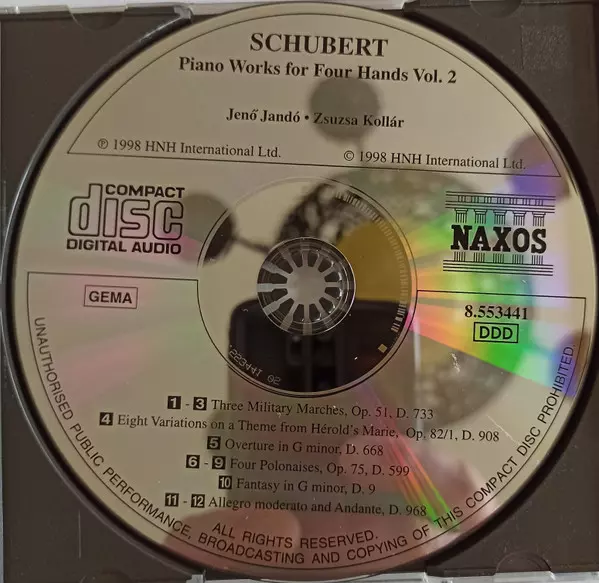 SCHUBERT
Piano Works for Four Hands Vol. 2
Jenő Jandó • Zsuzsa Kollár
℗ 1998 HNH International Ltd.
© 1998 HNH International Ltd.
COMPACT
disc
DIGITAL AUDIO
NAXOS
GEMA
8.553441
DDD
1 - 3 Three Military Marches, Op. 51, D. 733
4 Eight Variations on a Theme from Hérold's Marie, Op. 82/1, D. 908
5 Overture in G minor, D. 668
6 - 9 Four Polonaises, Op. 75, D. 599
10 Fantasy in G minor, D. 9
11 - 12 Allegro moderato and Andante, D. 968
ALL RIGHTS RESERVED.
UNAUTHORISED PUBLIC PERFORMANCE, BROADCASTING AND COPYING OF THIS COMPACT DISC PROHIBITED.